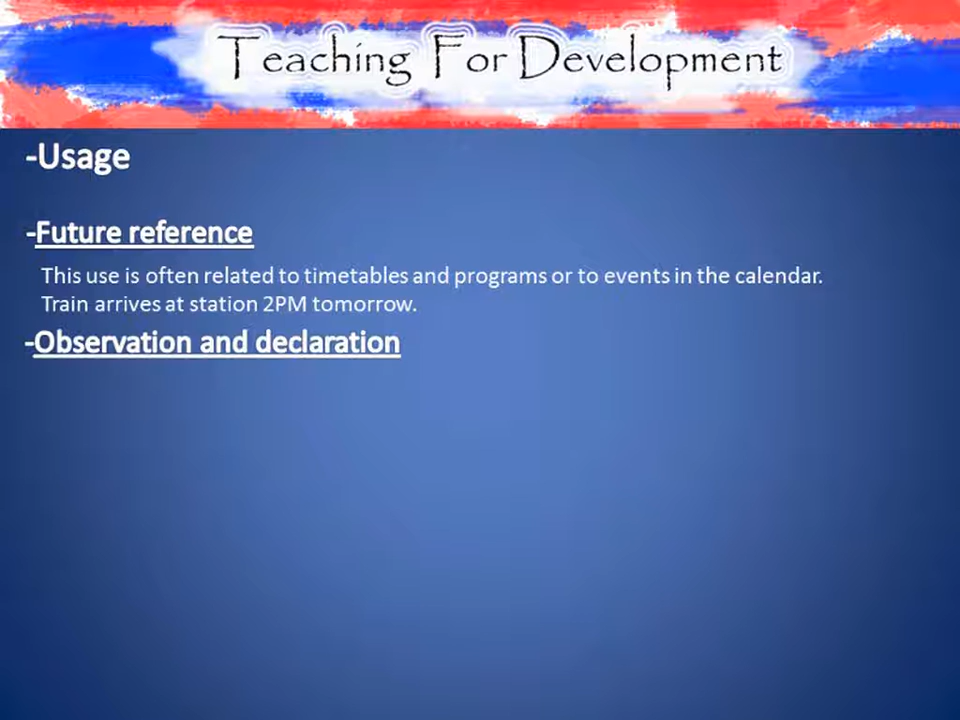 Teaching For Development
-Usage
-Future reference
This use is often related to timetables and programs or to events in the calendar.
Train arrives at station 2PM tomorrow.
-Observation and declaration